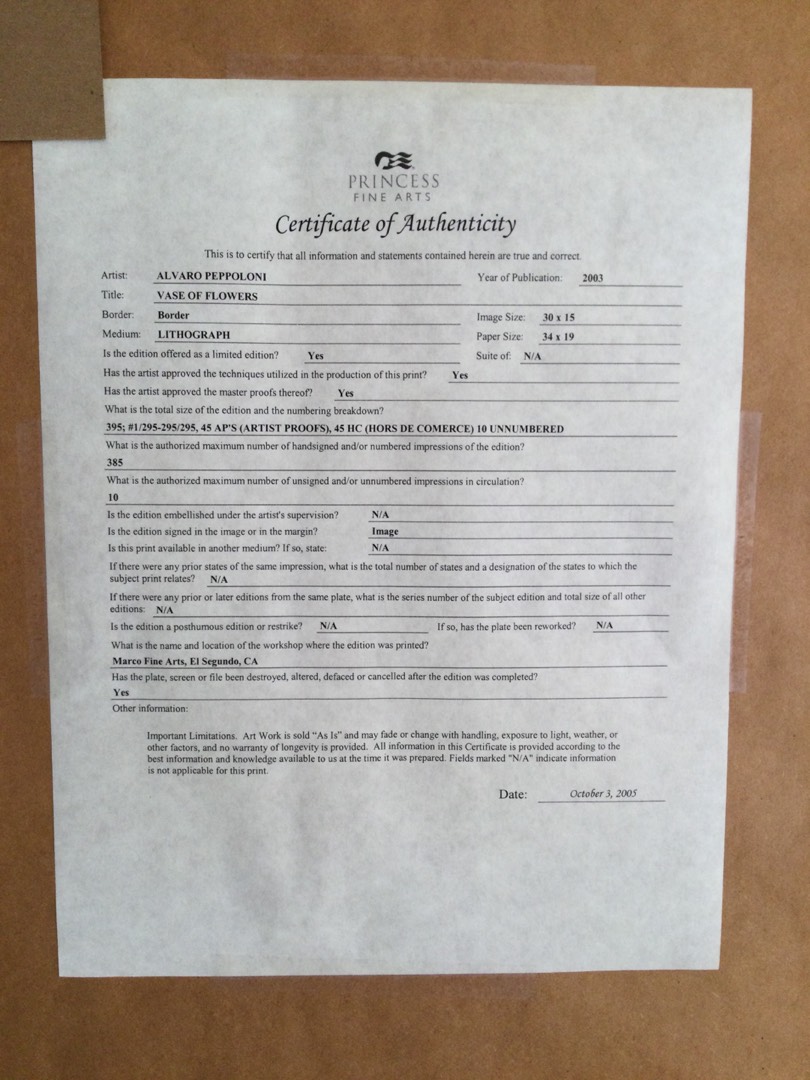 PRINCESS
FINE ARTS
Certificate of Authenticity
This is to certify that all information and statements contained herein are true and correct.
Artist: ALVARO PEPPOLONI Year of Publication: 2003
Title: VASE OF FLOWERS
Border: Border Image Size: 30 x 15
Medium: LITHOGRAPH Paper Size: 34 x 19
Is the edition offered as a limited edition? Yes Suite of: N/A
Has the artist approved the techniques utilized in the production of this print? Yes
Has the artist approved the master proofs thereof? Yes
What is the total size of the edition and the numbering breakdown?
395; #1/295-295/295, 45 AP'S (ARTIST PROOFS), 45 HC (HORS DE COMERCE) 10 UNNUMBERED
What is the authorized maximum number of handsigned and/or numbered impressions of the edition?
385
What is the authorized maximum number of unsigned and/or unnumbered impressions in circulation?
10
Is the edition embellished under the artist's supervision? N/A
Is the edition signed in the image or in the margin? Image
Is this print available in another medium? If so, state: N/A
If there were any prior states of the same impression, what is the total number of states and a designation of the states to which the
subject print relates? N/A
If there were any prior or later editions from the same plate, what is the series number of the subject edition and total size of all other
editions: N/A
Is the edition a posthumous edition or restrike? N/A If so, has the plate been reworked? N/A
What is the name and location of the workshop where the edition was printed?
Marco Fine Arts, El Segundo, CA
Has the plate, screen or file been destroyed, altered, defaced or cancelled after the edition was completed?
Yes
Other information:
Important Limitations. Art Work is sold "As Is" and may fade or change with handling, exposure to light, weather, or
other factors, and no warranty of longevity is provided. All information in this Certificate is provided according to the
best information and knowledge available to us at the time it was prepared. Fields marked "N/A" indicate information
is not applicable for this print.
Date: October 3, 2005